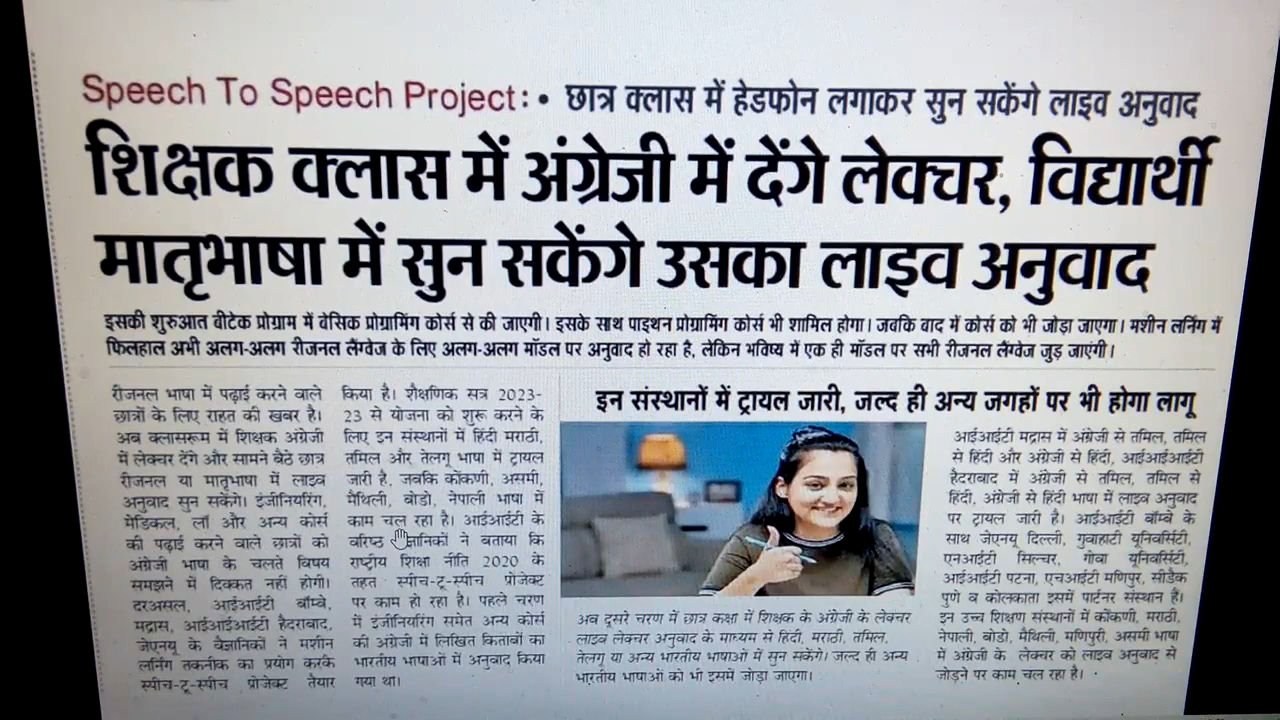 Speech To Speech Project: • छात्र क्लास में हेडफोन लगाकर सुन सकेंगे लाइव अनुवाद
शिक्षक क्लास में अंग्रेजी में देंगे लेक्चर, विद्यार्थी
मातृभाषा में सुन सकेंगे उसका लाइव अनुवाद
इसकी शुरुआत बीटेक प्रोग्राम में बेसिक प्रोग्रामिंग कोर्स से की जाएगी। इसके साथ पाइथन प्रोग्रामिंग कोर्स भी शामिल होगा। जबकि बाद में कोर्स को भी जोड़ा जाएगा। मशीन लर्निंग में
फिलहाल अभी अलग-अलग रीजनल लैंग्वेज के लिए अलग-अलग मॉडल पर अनुवाद हो रहा है, लेकिन भविष्य में एक ही मॉडल पर सभी रीजनल लैंग्वेज जुड़ जाएंगी।
रीजनल भाषा में पढ़ाई करने वाले
छात्रों के लिए राहत की खबर है।
अब क्लासरूम में शिक्षक अंग्रेजी
में लेक्चर देंगे और सामने बैठे छात्र
रीजनल या मातृभाषा में लाइव
अनुवाद सुन सकेंगे। इंजीनियरिंग,
मेडिकल, लॉ और अन्य कोर्स
की पढ़ाई करने वाले छात्रों को
अंग्रेजी भाषा के चलते विषय
समझने में दिक्कत नहीं होगी।
दरअसल, आईआईटी बॉम्बे,
मद्रास, आईआईआईटी हैदराबाद,
जेएनयू के वैज्ञानिकों ने मशीन
लर्निंग तकनीक का प्रयोग करके
स्पीच-टू-स्पीच प्रोजेक्ट तैयार
किया है। शैक्षणिक सत्र 2023-
23 से योजना को शुरू करने के
लिए इन संस्थानों में हिंदी मराठी,
तमिल और तेलगू भाषा में ट्रायल
जारी है, जबकि कोंकणी, असमी,
मैथिली, बोडो, नेपाली भाषा में
काम चल रहा है। आईआईटी के
वरिष्ठ वैज्ञानिकों ने बताया कि
राष्ट्रीय शिक्षा नीति 2020 के
तहत स्पीच-टू-स्पीच प्रोजेक्ट
पर काम हो रहा है। पहले चरण
में इंजीनियरिंग समेत अन्य कोर्स
की अंग्रेजी में लिखित किताबों का
भारतीय भाषाओं में अनुवाद किया
गया था।
इन संस्थानों में ट्रायल जारी, जल्द ही अन्य जगहों पर भी होगा लागू
अब दूसरे चरण में छात्र कक्षा में शिक्षक के अंग्रेजी के लेक्चर
लाइव लेक्चर अनुवाद के माध्यम से हिंदी, मराठी, तमिल,
तेलगू या अन्य भारतीय भाषाओं में सुन सकेंगे। जल्द ही अन्य
भारतीय भाषाओं को भी इसमें जोड़ा जाएगा।
आईआईटी मद्रास में अंग्रेजी से तमिल, तमिल
से हिंदी और अंग्रेजी से हिंदी, आईआईआईटी
हैदराबाद में अंग्रेजी से तमिल, तमिल से
हिंदी, अंग्रेजी से हिंदी भाषा में लाइव अनुवाद
पर ट्रायल जारी है। आईआईटी बॉम्बे के
साथ जेएनयू दिल्ली, गुवाहाटी यूनिवर्सिटी,
एनआईटी सिल्चर, गोवा यूनिवर्सिटी,
आईआईटी पटना, एचआईटी मणिपुर, सीडैक
पुणे व कोलकाता इसमें पार्टनर संस्थान हैं।
इन उच्च शिक्षण संस्थानों में कोंकणी, मराठी,
नेपाली, बोडो, मैथिली, मणिपुरी, असमी भाषा
में अंग्रेजी के लेक्चर को लाइव अनुवाद से
जोड़ने पर काम चल रहा है।